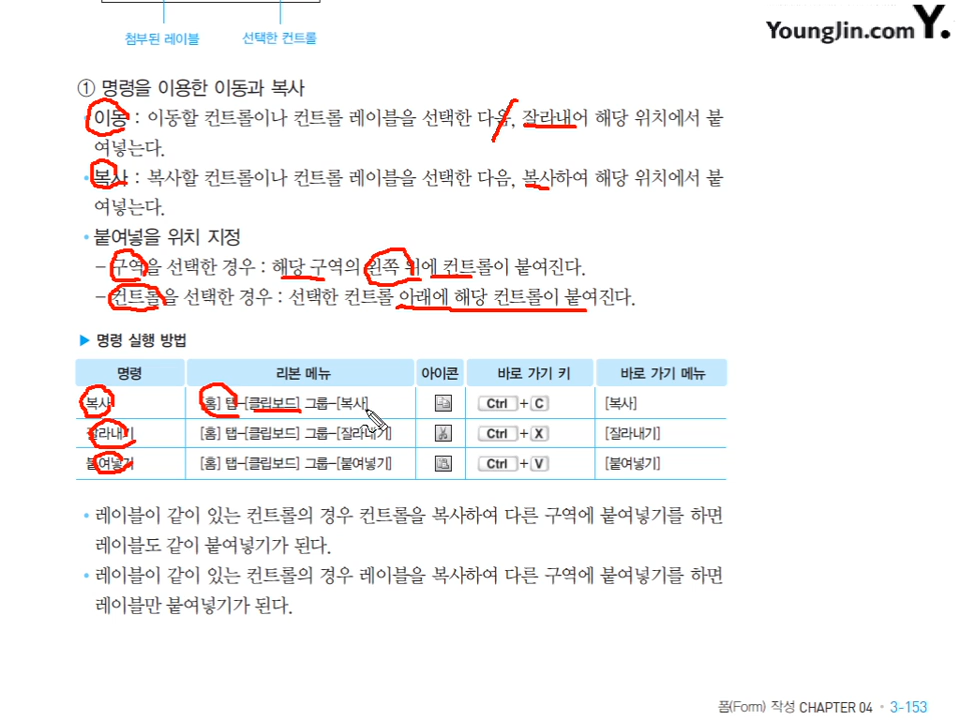 첨부된 레이블 선택한 컨트롤
YoungJin.com Y.
① 명령을 이용한 이동과 복사
• 이동 : 이동할 컨트롤이나 컨트롤 레이블을 선택한 다음, 잘라내어 해당 위치에서 붙
여넣는다.
• 복사 : 복사할 컨트롤이나 컨트롤 레이블을 선택한 다음, 복사하여 해당 위치에서 붙
여넣는다.
• 붙여넣을 위치 지정
– 구역을 선택한 경우 : 해당 구역의 왼쪽 위에 컨트롤이 붙여진다.
– 컨트롤을 선택한 경우 : 선택한 컨트롤 아래에 해당 컨트롤이 붙여진다.
▶ 명령 실행 방법
명령 리본 메뉴 아이콘 바로 가기 키 바로 가기 메뉴
복사 [홈] 탭–[클립보드] 그룹–[복사] Ctrl + C [복사]
잘라내기 [홈] 탭–[클립보드] 그룹–[잘라내기] Ctrl + X [잘라내기]
붙여넣기 [홈] 탭–[클립보드] 그룹–[붙여넣기] Ctrl + V [붙여넣기]
• 레이블이 같이 있는 컨트롤의 경우 컨트롤을 복사하여 다른 구역에 붙여넣기를 하면
레이블도 같이 붙여넣기가 된다.
• 레이블이 같이 있는 컨트롤의 경우 레이블을 복사하여 다른 구역에 붙여넣기를 하면
레이블만 붙여넣기가 된다.
폼(Form) 작성 CHAPTER 04 • 3-153